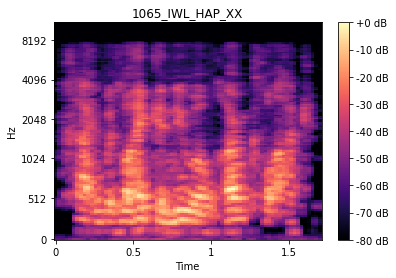 1065_IWL_HAP_XX
+0 dB
8192
-10 dB
4096
-20 dB
-30 dB
2048
Hz
-40 dB
1024
-50 dB
512
-60 dB
-70 dB
0
-80 dB
0
0.5
1
1.5
Time